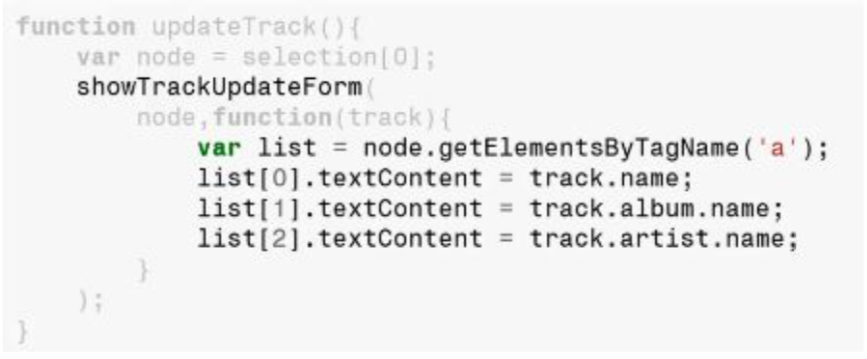 function updateTrack(){
    var node = selection[0];
    showTrackUpdateForm(
        node,function(track){
            var list = node.getElementsByTagName('a');
            list[0].textContent = track.name;
            list[1].textContent = track.album.name;
            list[2].textContent = track.artist.name;
        }
    );
}